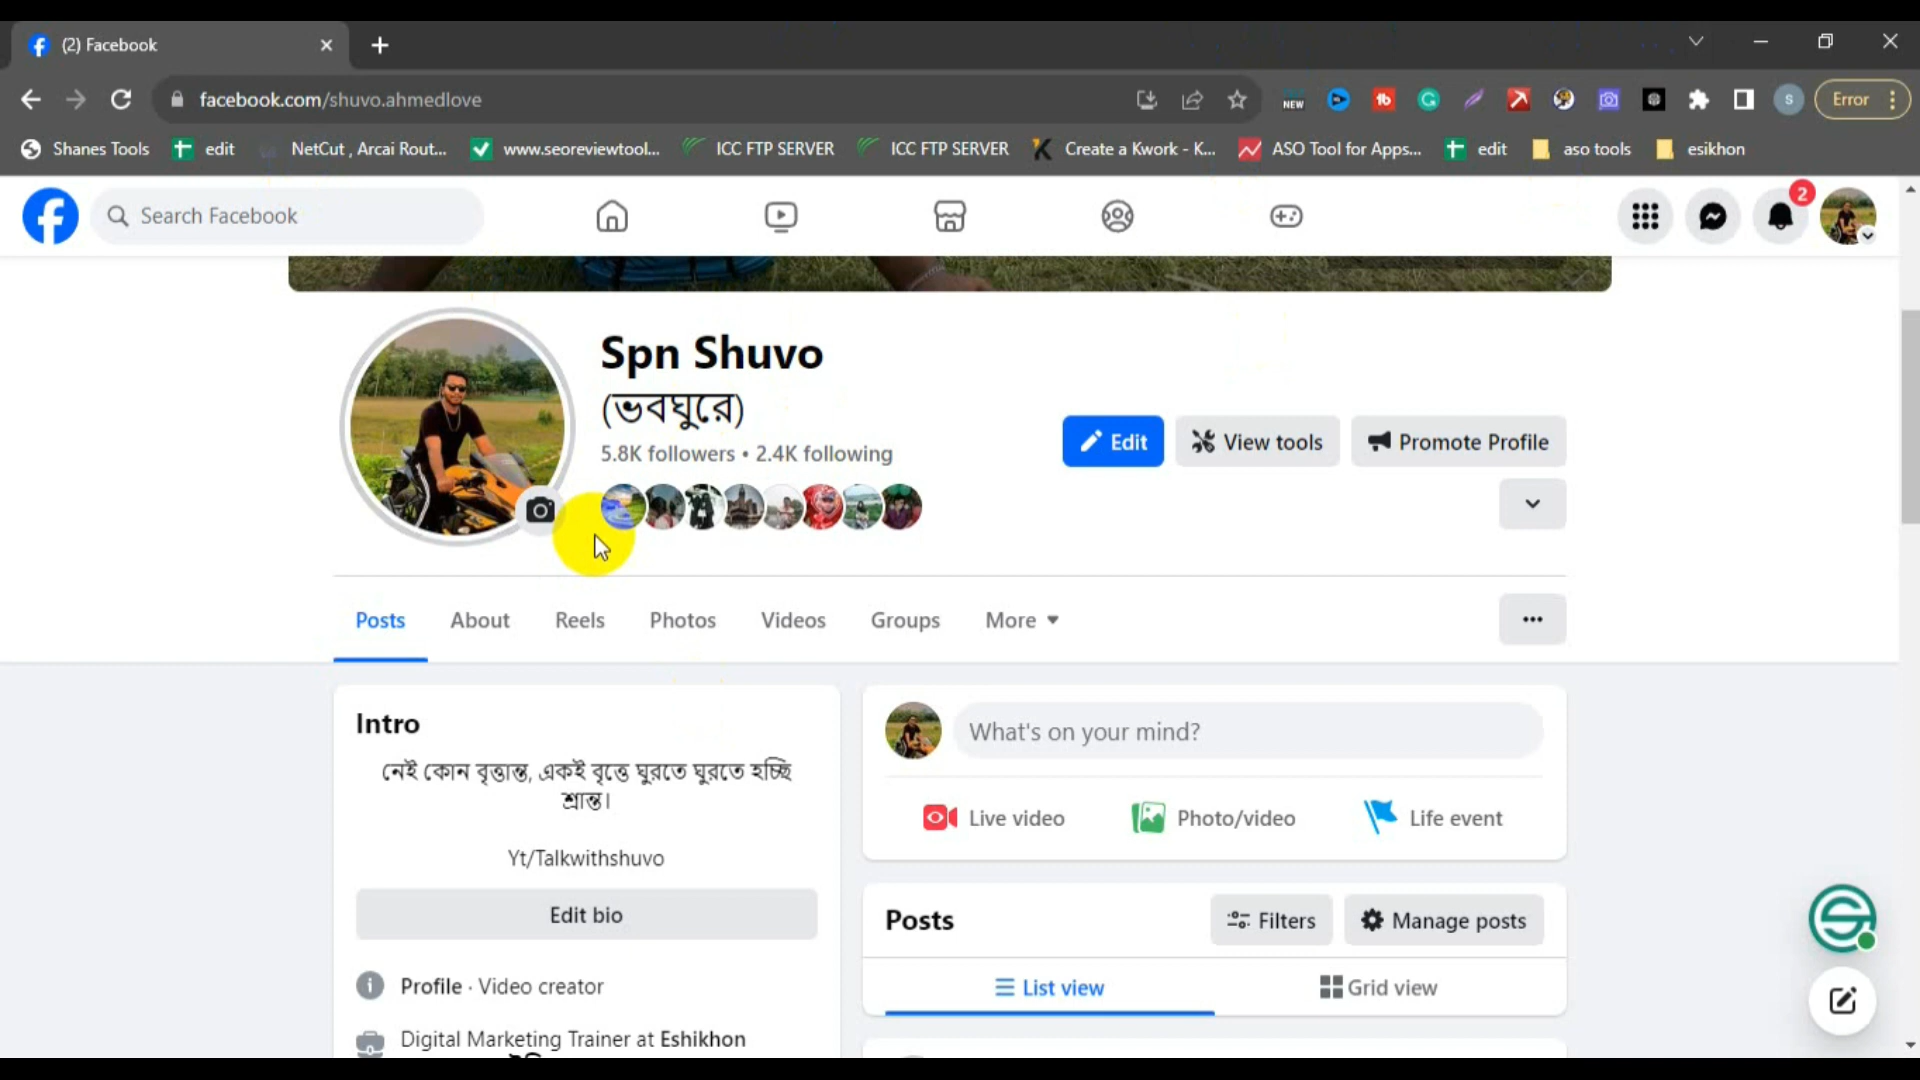 (2) Facebook
facebook.com/shuvo.ahmedlove
NEW
Error
Shanes Tools
edit
NetCut , Arcai Rout...
www.seoreviewtool...
ICC FTP SERVER
ICC FTP SERVER
Create a Kwork - K...
ASO Tool for Apps...
edit
aso tools
esikhon
Search Facebook
2
Spn Shuvo
(ভবঘুরে)
5.8K followers • 2.4K following
Edit
View tools
Promote Profile
Posts
About
Reels
Photos
Videos
Groups
More
Intro
নেই কোন বৃত্তান্ত, একই বৃত্তে ঘুরতে ঘুরতে হচ্ছি
শ্রান্ত।
Yt/Talkwithshuvo
Edit bio
Profile · Video creator
Digital Marketing Trainer at Eshikhon
What's on your mind?
Live video
Photo/video
Life event
Posts
Filters
Manage posts
List view
Grid view